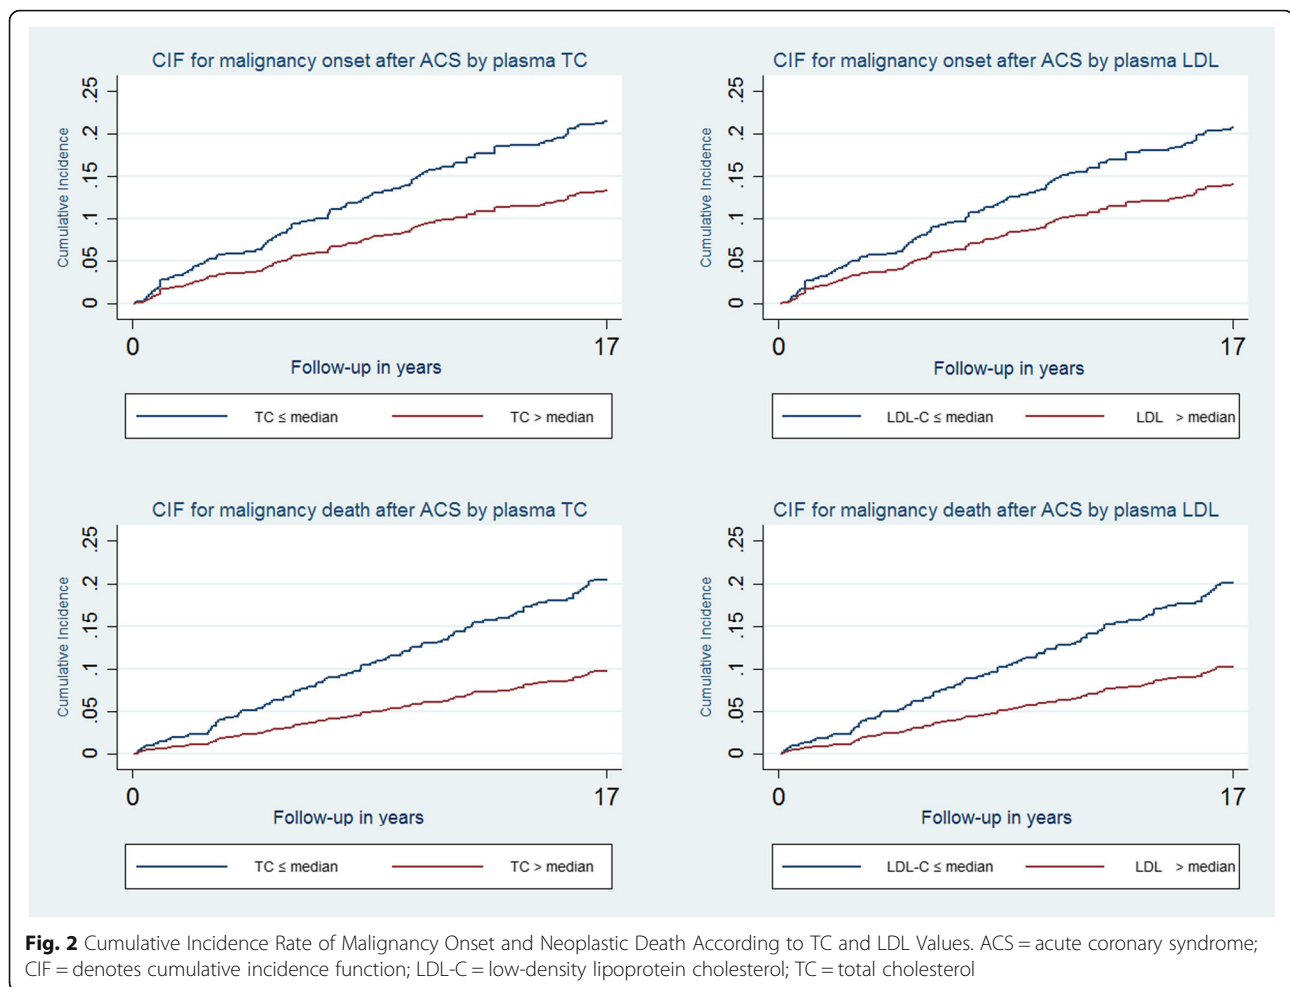 CIF for malignancy onset after ACS by plasma TC
Cumulative Incidence
.25
.2
.15
.1
.05
0
0
17
Follow-up in years
TC ≤ median
TC > median
CIF for malignancy onset after ACS by plasma LDL
Cumulative Incidence
.25
.2
.15
.1
.05
0
0
17
Follow-up in years
LDL-C ≤ median
LDL > median
CIF for malignancy death after ACS by plasma TC
Cumulative Incidence
.25
.2
.15
.1
.05
0
0
17
Follow-up in years
TC ≤ median
TC > median
CIF for malignancy death after ACS by plasma LDL
Cumulative Incidence
.25
.2
.15
.1
.05
0
0
17
Follow-up in years
LDL-C ≤ median
LDL > median
Fig. 2 Cumulative Incidence Rate of Malignancy Onset and Neoplastic Death According to TC and LDL Values. ACS = acute coronary syndrome;
CIF = denotes cumulative incidence function; LDL-C = low-density lipoprotein cholesterol; TC = total cholesterol